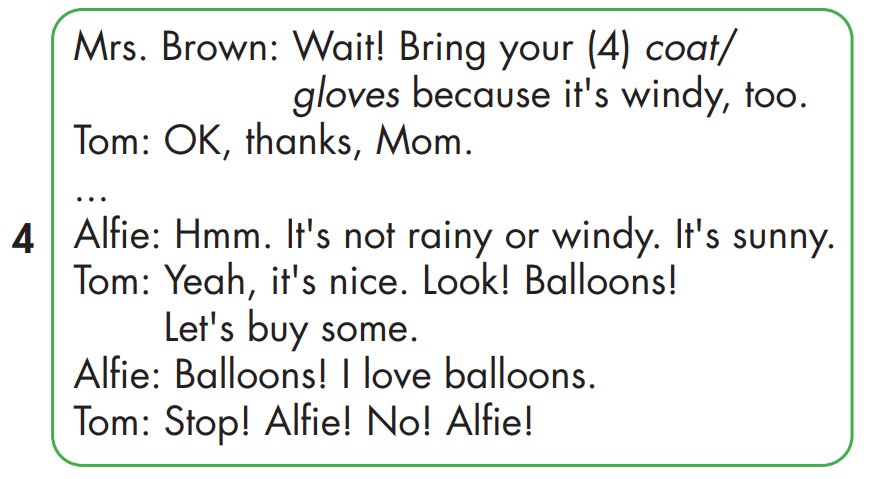 Mrs. Brown: Wait! Bring your (4) coat/
gloves because it's windy, too.
Tom: OK, thanks, Mom.
...
4
Alfie: Hmm. It's not rainy or windy. It's sunny.
Tom: Yeah, it's nice. Look! Balloons!
Let's buy some.
Alfie: Balloons! I love balloons.
Tom: Stop! Alfie! No! Alfie!